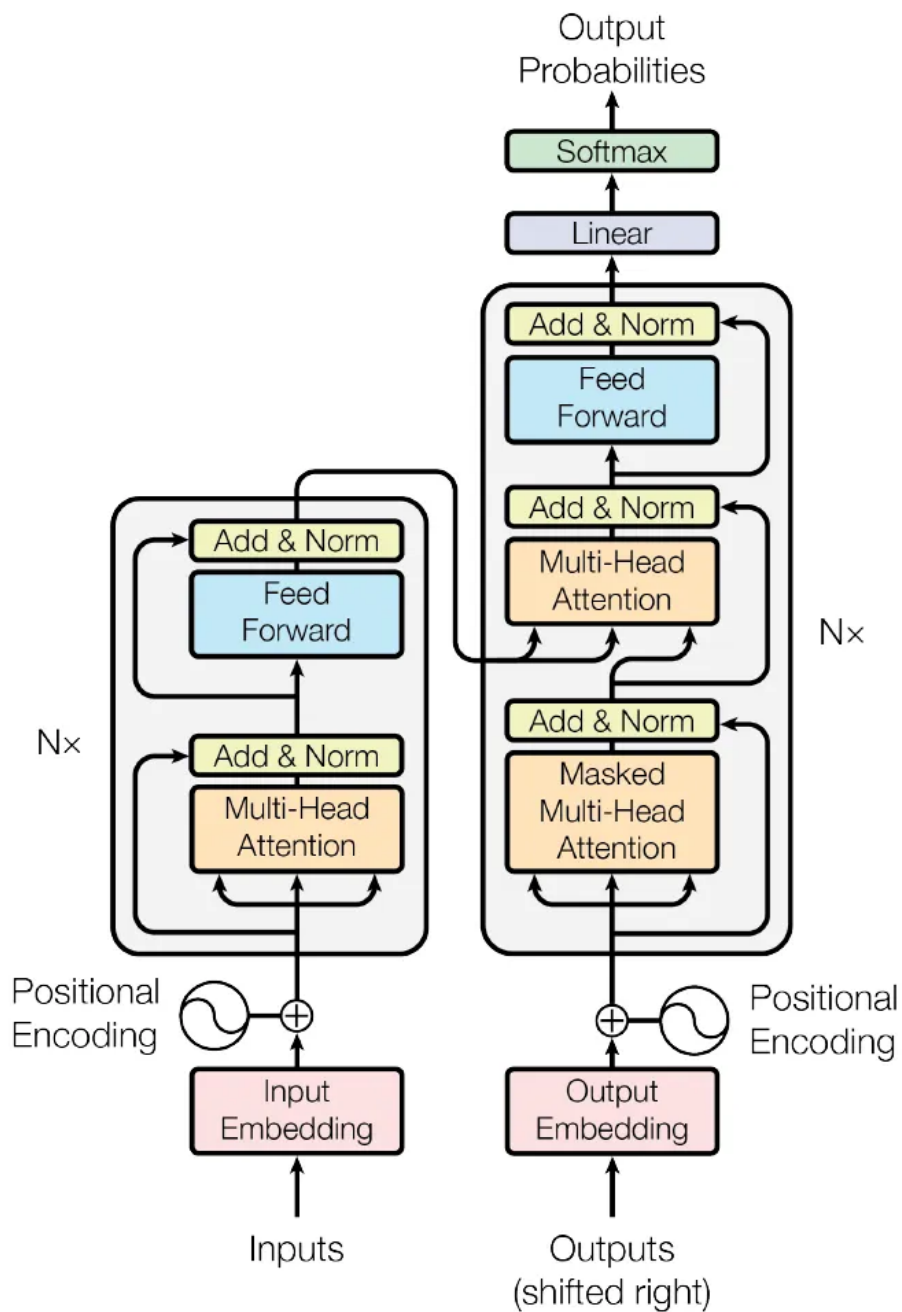 Output
Probabilities
Softmax
Linear
Add & Norm
Feed
Forward
Add & Norm
Multi-Head
Attention
N×
Add & Norm
Masked
Multi-Head
Attention
Add & Norm
Feed
Forward
N×
Add & Norm
Multi-Head
Attention
Positional
Encoding
Positional
Encoding
Input
Embedding
Output
Embedding
Inputs
Outputs
(shifted right)